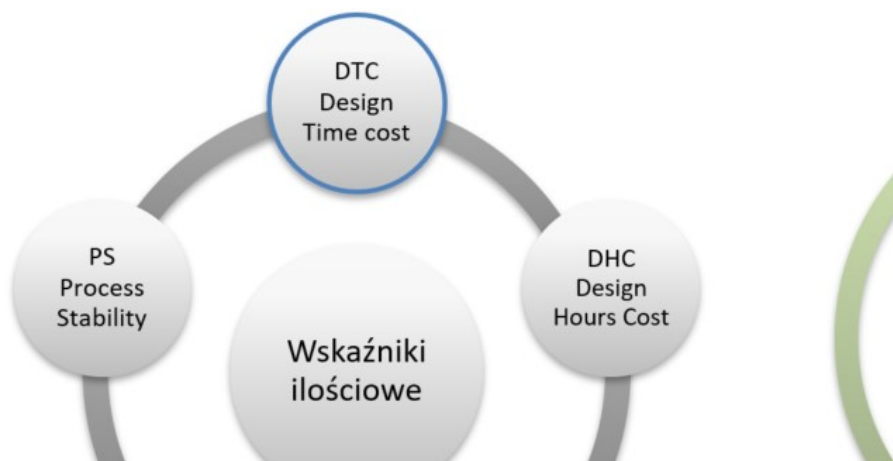 DTC
Design
Time cost
PS
Process
Stability
DHC
Design
Hours Cost
Wskaźniki
ilościowe